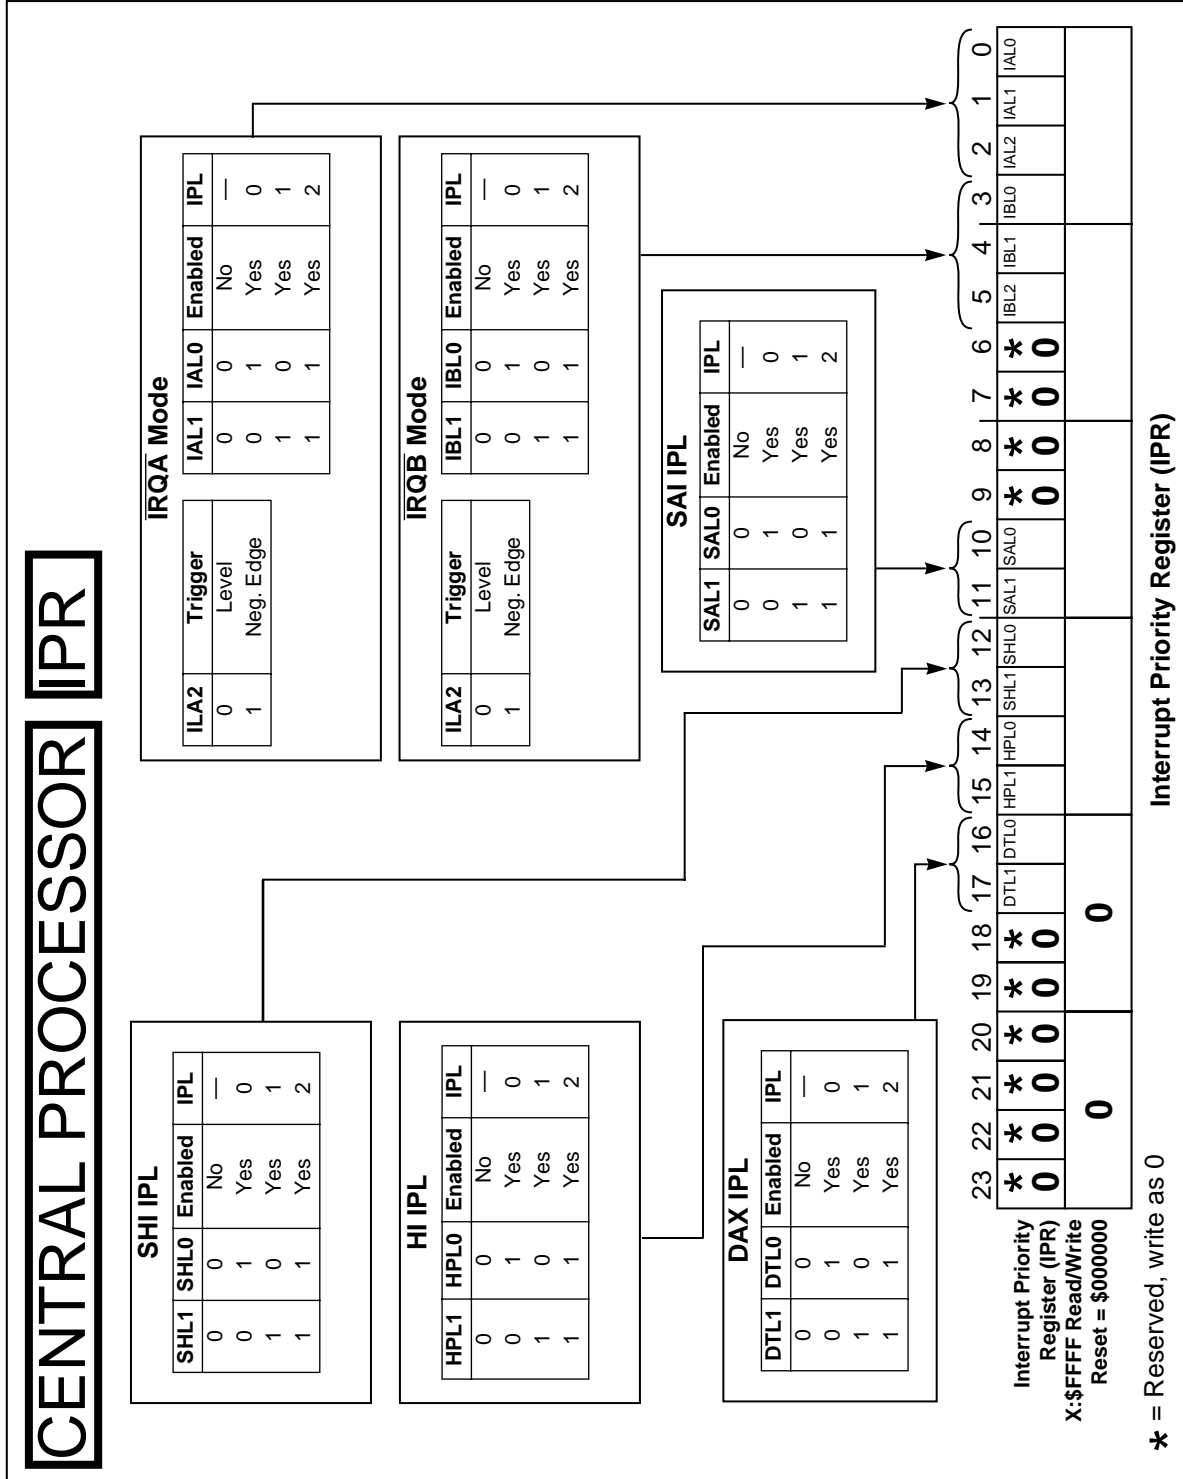 CENTRAL PROCESSOR IPR
SHI IPL
SHL1 SHL0 Enabled IPL
0 0 No —
0 1 Yes 0
1 0 Yes 1
1 1 Yes 2
HI IPL
HPL1 HPL0 Enabled IPL
0 0 No —
0 1 Yes 0
1 0 Yes 1
1 1 Yes 2
DAX IPL
DTL1 DTL0 Enabled IPL
0 0 No —
0 1 Yes 0
1 0 Yes 1
1 1 Yes 2
IRQA Mode
ILA2 Trigger
0 Level
1 Neg. Edge
IAL1 IAL0 Enabled IPL
0 0 No —
0 1 Yes 0
1 0 Yes 1
1 1 Yes 2
IRQB Mode
ILA2 Trigger
0 Level
1 Neg. Edge
IBL1 IBL0 Enabled IPL
0 0 No —
0 1 Yes 0
1 0 Yes 1
1 1 Yes 2
SAI IPL
SAL1 SAL0 Enabled IPL
0 0 No —
0 1 Yes 0
1 0 Yes 1
1 1 Yes 2
23 22 21 20 19 18 17 16 15 14 13 12 11 10 9 8 7 6 5 4 3 2 1 0
* * * * * * DTL1 DTL0 HPL1 HPL0 SHL1 SHL0 SAL1 SAL0 * * * * IBL2 IBL1 IBL0 IAL2 IAL1 IAL0
0 0 0 0 0 0 0 0 0 0
0 0
Interrupt Priority
Register (IPR)
X:$FFFF Read/Write
Reset = $000000
* = Reserved, write as 0
Interrupt Priority Register (IPR)